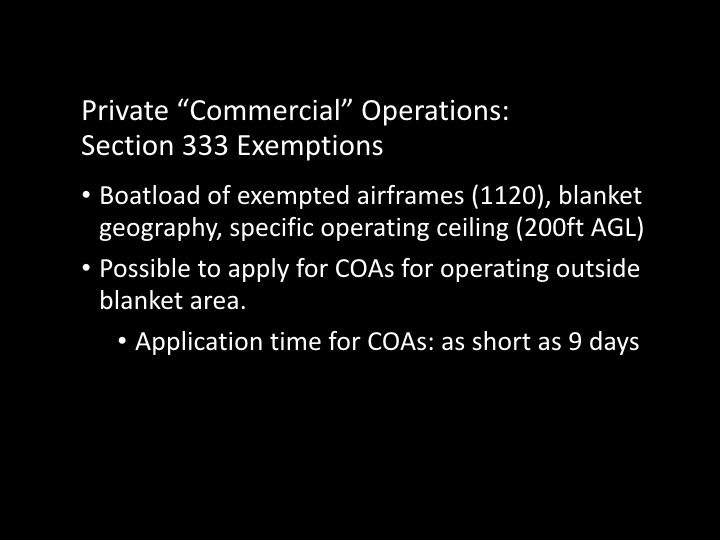 Private “Commercial” Operations:
Section 333 Exemptions
• Boatload of exempted airframes (1120), blanket
geography, specific operating ceiling (200ft AGL)
• Possible to apply for COAs for operating outside
blanket area.
• Application time for COAs: as short as 9 days